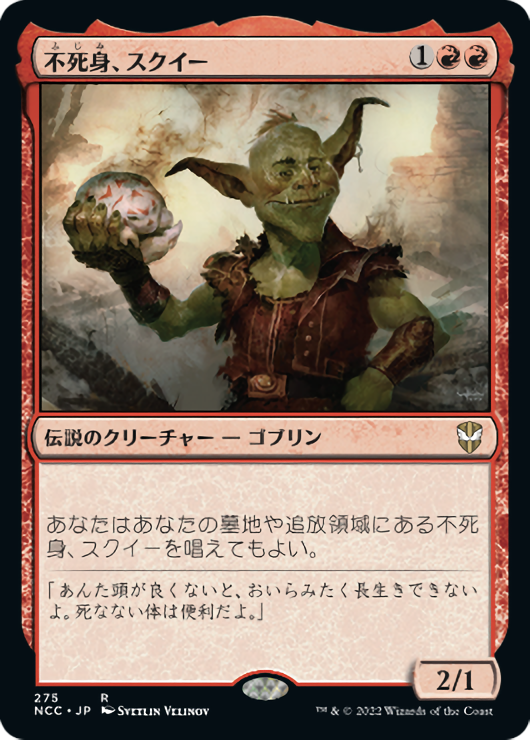 ふじみ
不死身、スクイー
1
伝説のクリーチャー — ゴブリン
あなたはあなたの墓地や追放領域にある不死
身、スクイーを唱えてもよい。
「あんた頭が良くないと、おいらみたく長生きできない
よ。死なない体は便利だよ。」
2/1
275 R
NCC • JP Svetlin Velinov
™ & © 2022 Wizards of the Coast